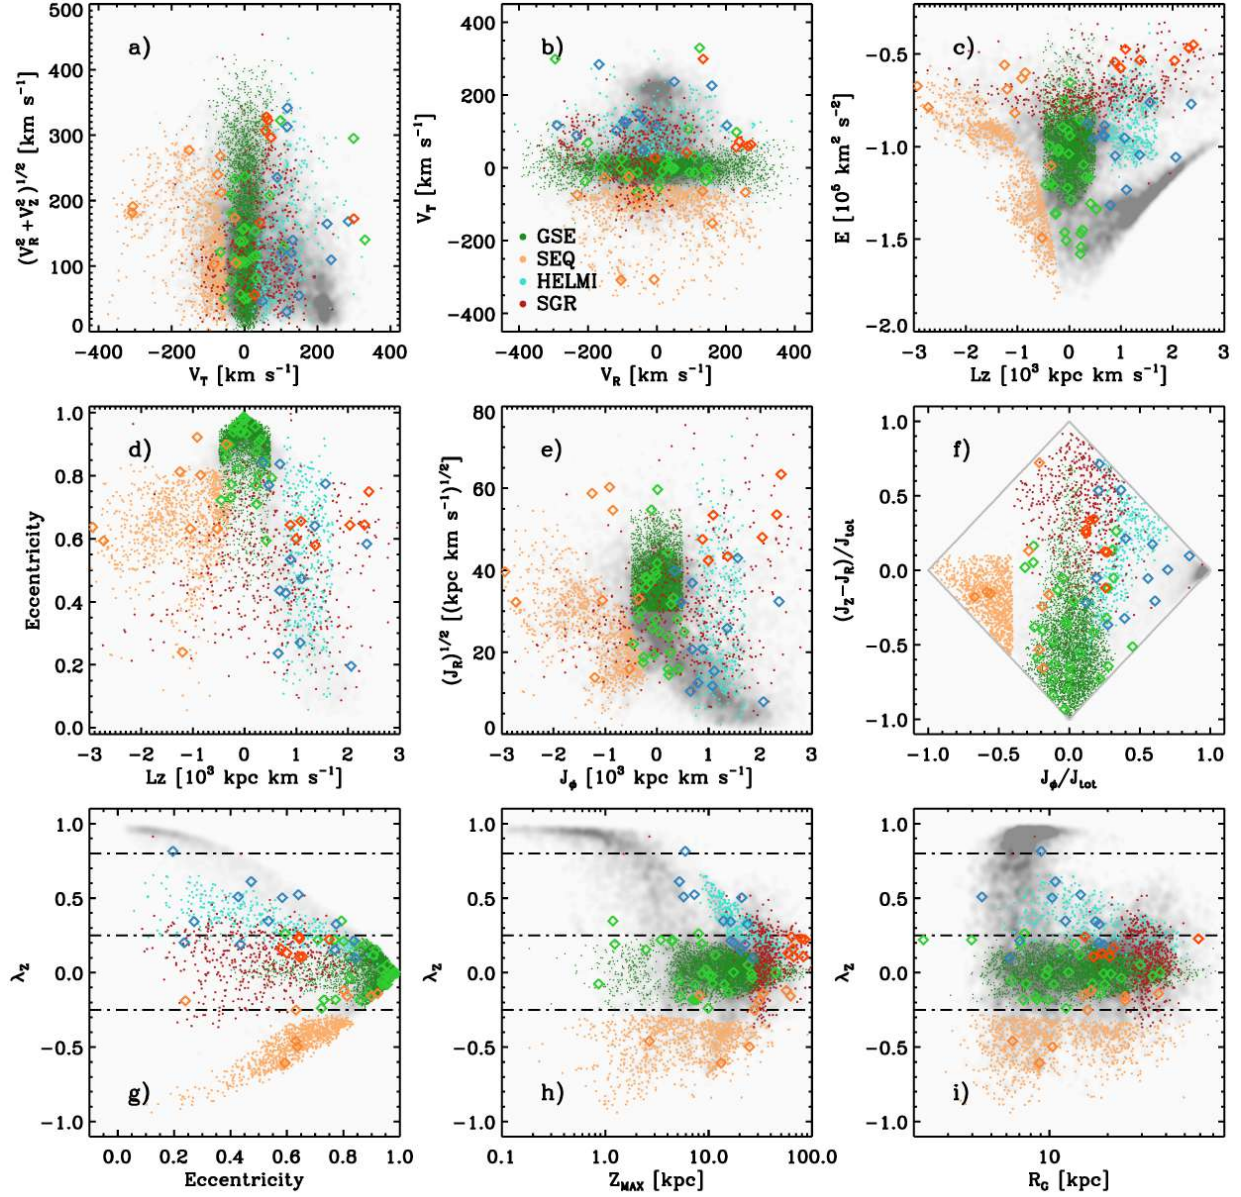 500
400
300
200
100
0
a)
(V_R^2 + V_Z^2)^{1/2} [km s^{-1}]
−400 −200 0 200 400
V_T [km s^{-1}]
400
200
0
−200
−400
b)
GSE
SEQ
HELMI
SGR
V_T [km s^{-1}]
−400 −200 0 200 400
V_R [km s^{-1}]
−0.5
−1.0
−1.5
−2.0
c)
E [10^5 km^2 s^{-2}]
−3 −2 −1 0 1 2 3
Lz [10^3 kpc km s^{-1}]
1.0
0.8
0.6
0.4
0.2
0.0
d)
Eccentricity
−3 −2 −1 0 1 2 3
Lz [10^3 kpc km s^{-1}]
80
60
40
20
0
e)
(J_R)^{1/2} [(kpc km s^{-1})^{1/2}]
−3 −2 −1 0 1 2 3
J_ϕ [10^3 kpc km s^{-1}]
1.0
0.5
0.0
−0.5
−1.0
f)
(J_Z−J_R)/J_tot
−1.0 −0.5 0.0 0.5 1.0
J_ϕ/J_tot
1.0
0.5
0.0
−0.5
−1.0
g)
λ_Z
0.0 0.2 0.4 0.6 0.8 1.0
Eccentricity
1.0
0.5
0.0
−0.5
−1.0
h)
λ_Z
0.1 1.0 10.0 100.0
Z_MAX [kpc]
1.0
0.5
0.0
−0.5
−1.0
i)
λ_Z
10
R_G [kpc]